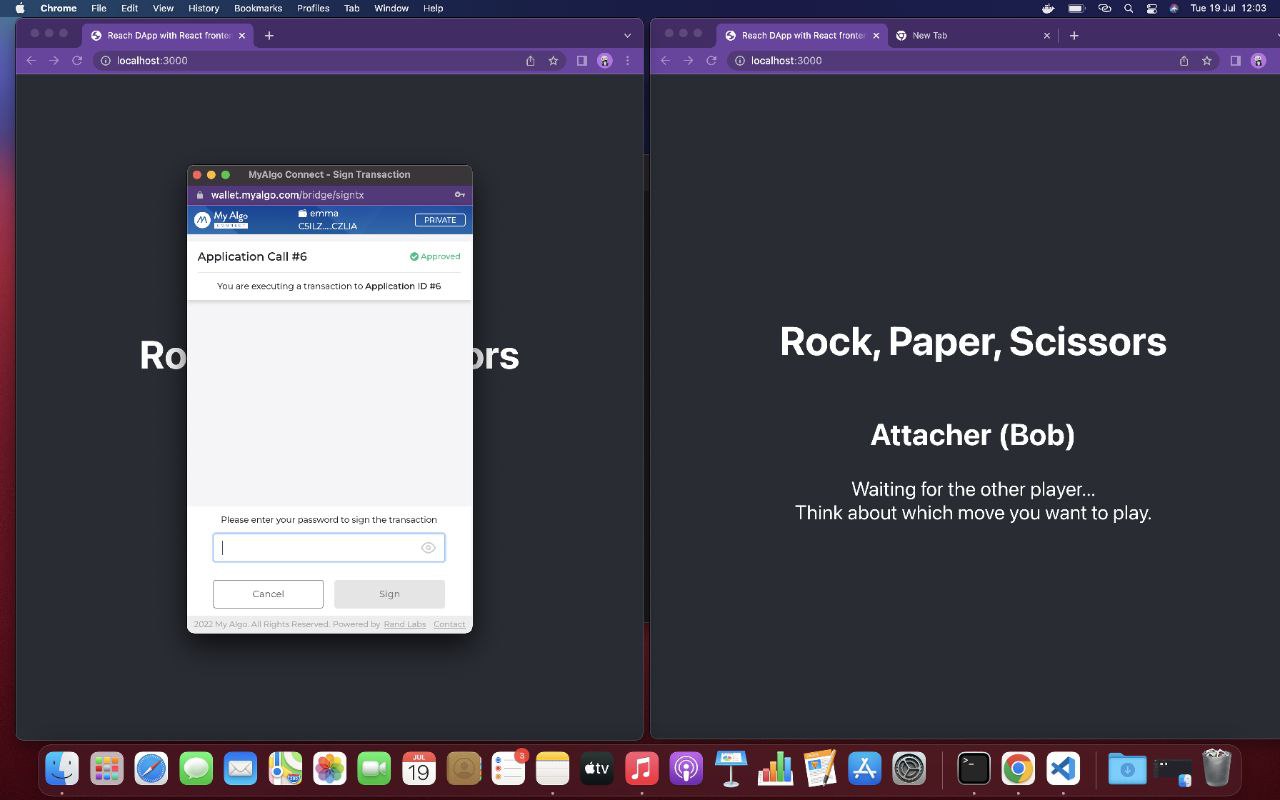 Chrome File Edit View History Bookmarks Profiles Tab Window Help Tue 19 Jul 12:03
Reach DApp with React fronten
localhost:3000
Reach DApp with React fronten
New Tab
localhost:3000
MyAlgo Connect - Sign Transaction
wallet.myalgo.com/bridge/signtx
My Algo
CONNECT
emma
C5ILZ....CZLIA
PRIVATE
Application Call #6
Approved
You are executing a transaction to Application ID #6
Ro
ors
Please enter your password to sign the transaction
Cancel
Sign
2022 My Algo. All Rights Reserved. Powered by Rand Labs Contact
Rock, Paper, Scissors
Attacher (Bob)
Waiting for the other player...
Think about which move you want to play.
JUL
19
3
tv
>_